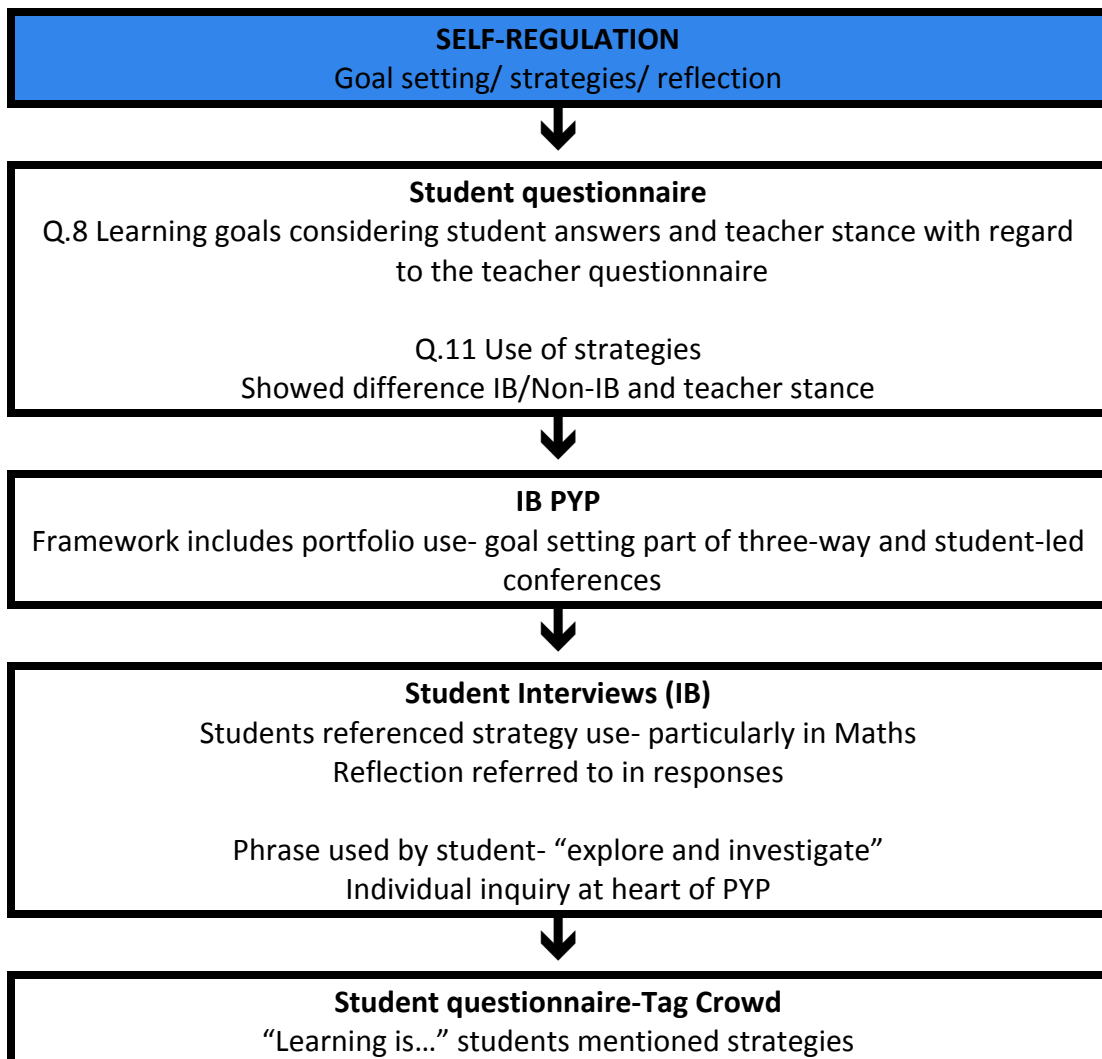 SELF-REGULATION
Goal setting/ strategies/ reflection
Student questionnaire
Q.8 Learning goals considering student answers and teacher stance with regard
to the teacher questionnaire
Q.11 Use of strategies
Showed difference IB/Non-IB and teacher stance
IB PYP
Framework includes portfolio use- goal setting part of three-way and student-led
conferences
Student Interviews (IB)
Students referenced strategy use- particularly in Maths
Reflection referred to in responses
Phrase used by student- “explore and investigate”
Individual inquiry at heart of PYP
Student questionnaire-Tag Crowd
“Learning is…” students mentioned strategies